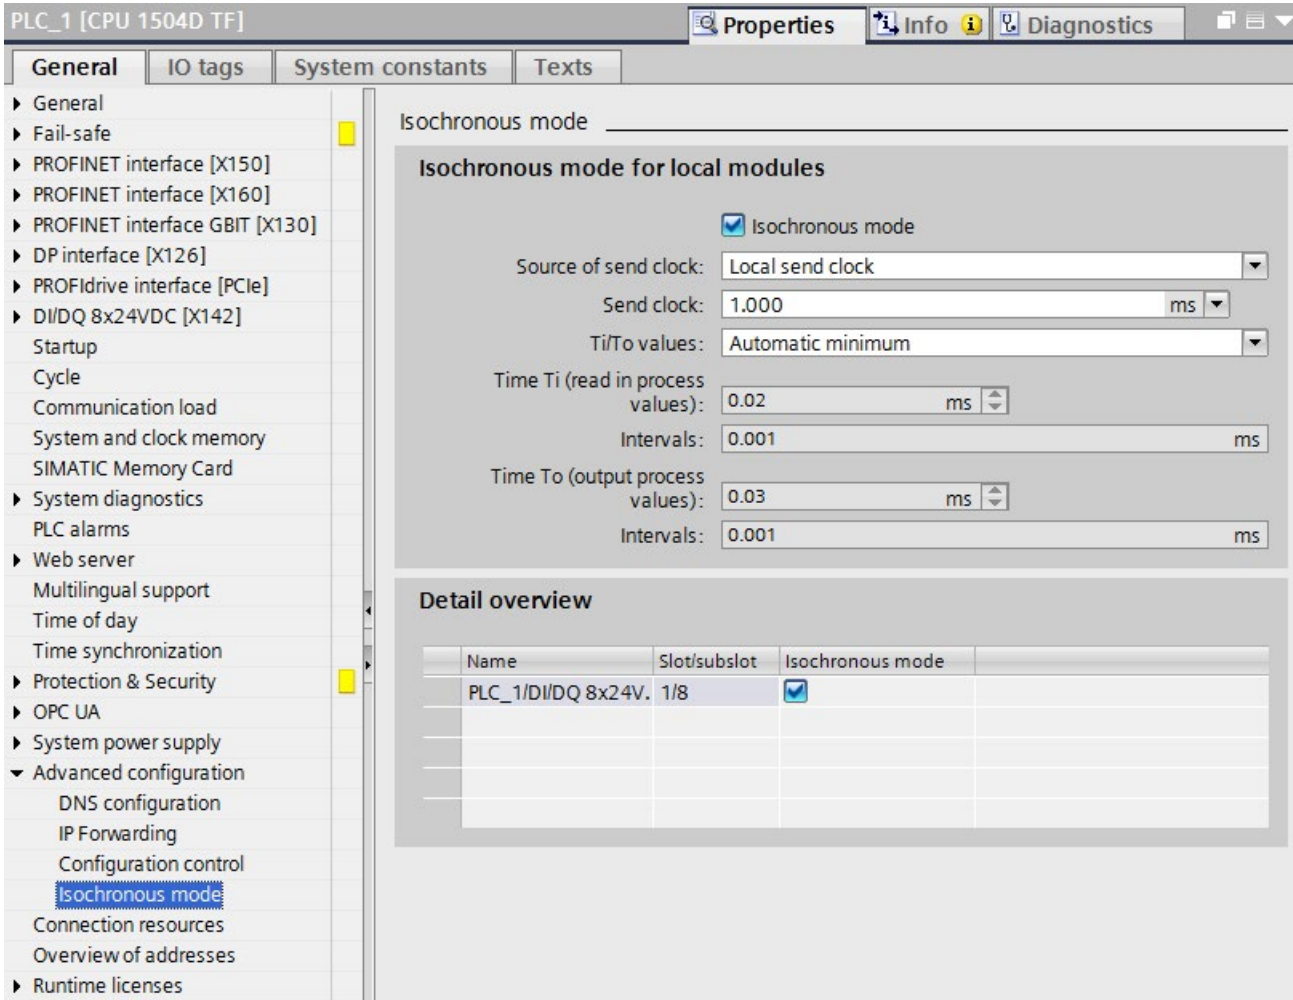 PLC_1 [CPU 1504D TF]
Properties
Info
Diagnostics
General
IO tags
System constants
Texts
General
Fail-safe
PROFINET interface [X150]
PROFINET interface [X160]
PROFINET interface GBIT [X130]
DP interface [X126]
PROFIdrive interface [PCIe]
DI/DQ 8x24VDC [X142]
Startup
Cycle
Communication load
System and clock memory
SIMATIC Memory Card
System diagnostics
PLC alarms
Web server
Multilingual support
Time of day
Time synchronization
Protection & Security
OPC UA
System power supply
Advanced configuration
DNS configuration
IP Forwarding
Configuration control
Isochronous mode
Connection resources
Overview of addresses
Runtime licenses
Isochronous mode
Isochronous mode for local modules
Isochronous mode
Source of send clock: Local send clock
Send clock: 1.000 ms
Ti/To values: Automatic minimum
Time Ti (read in process
values): 0.02 ms
Intervals: 0.001 ms
Time To (output process
values): 0.03 ms
Intervals: 0.001 ms
Detail overview
Name Slot/subslot Isochronous mode
PLC_1/DI/DQ 8x24V. 1/8